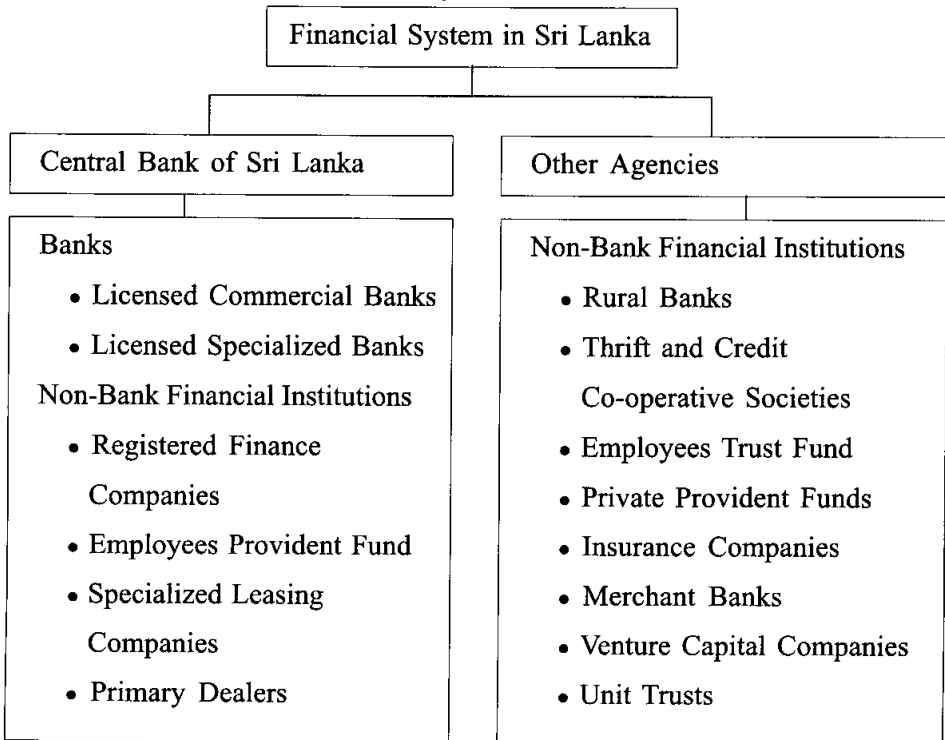 Financial System in Sri Lanka
Central Bank of Sri Lanka
Banks
• Licensed Commercial Banks
• Licensed Specialized Banks
Non-Bank Financial Institutions
• Registered Finance
Companies
• Employees Provident Fund
• Specialized Leasing
Companies
• Primary Dealers
Other Agencies
Non-Bank Financial Institutions
• Rural Banks
• Thrift and Credit
Co-operative Societies
• Employees Trust Fund
• Private Provident Funds
• Insurance Companies
• Merchant Banks
• Venture Capital Companies
• Unit Trusts